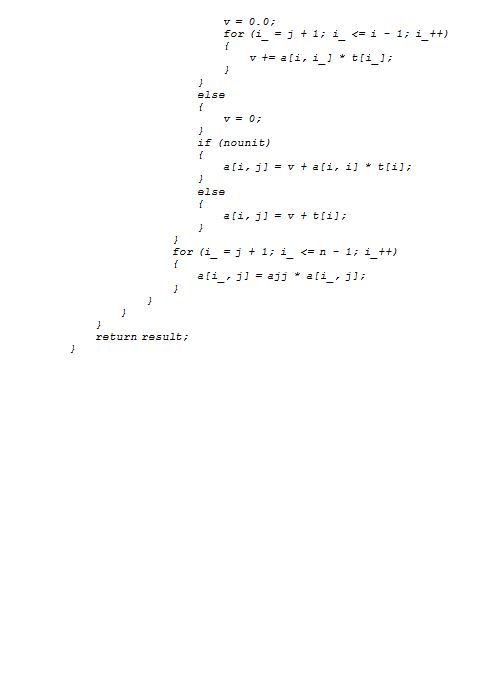 v = 0.0;
for (i_ = j + 1; i_ <= i - 1; i_++)
{
v += a[i, i_] * t[i_];
}
}
else
{
v = 0;
}
if (nounit)
{
a[i, j] = v + a[i, i] * t[i];
}
else
{
a[i, j] = v + t[i];
}
}
for (i_ = j + 1; i_ <= n - 1; i_++)
{
a[i_, j] = ajj * a[i_, j];
}
}
}
}
return result;
}